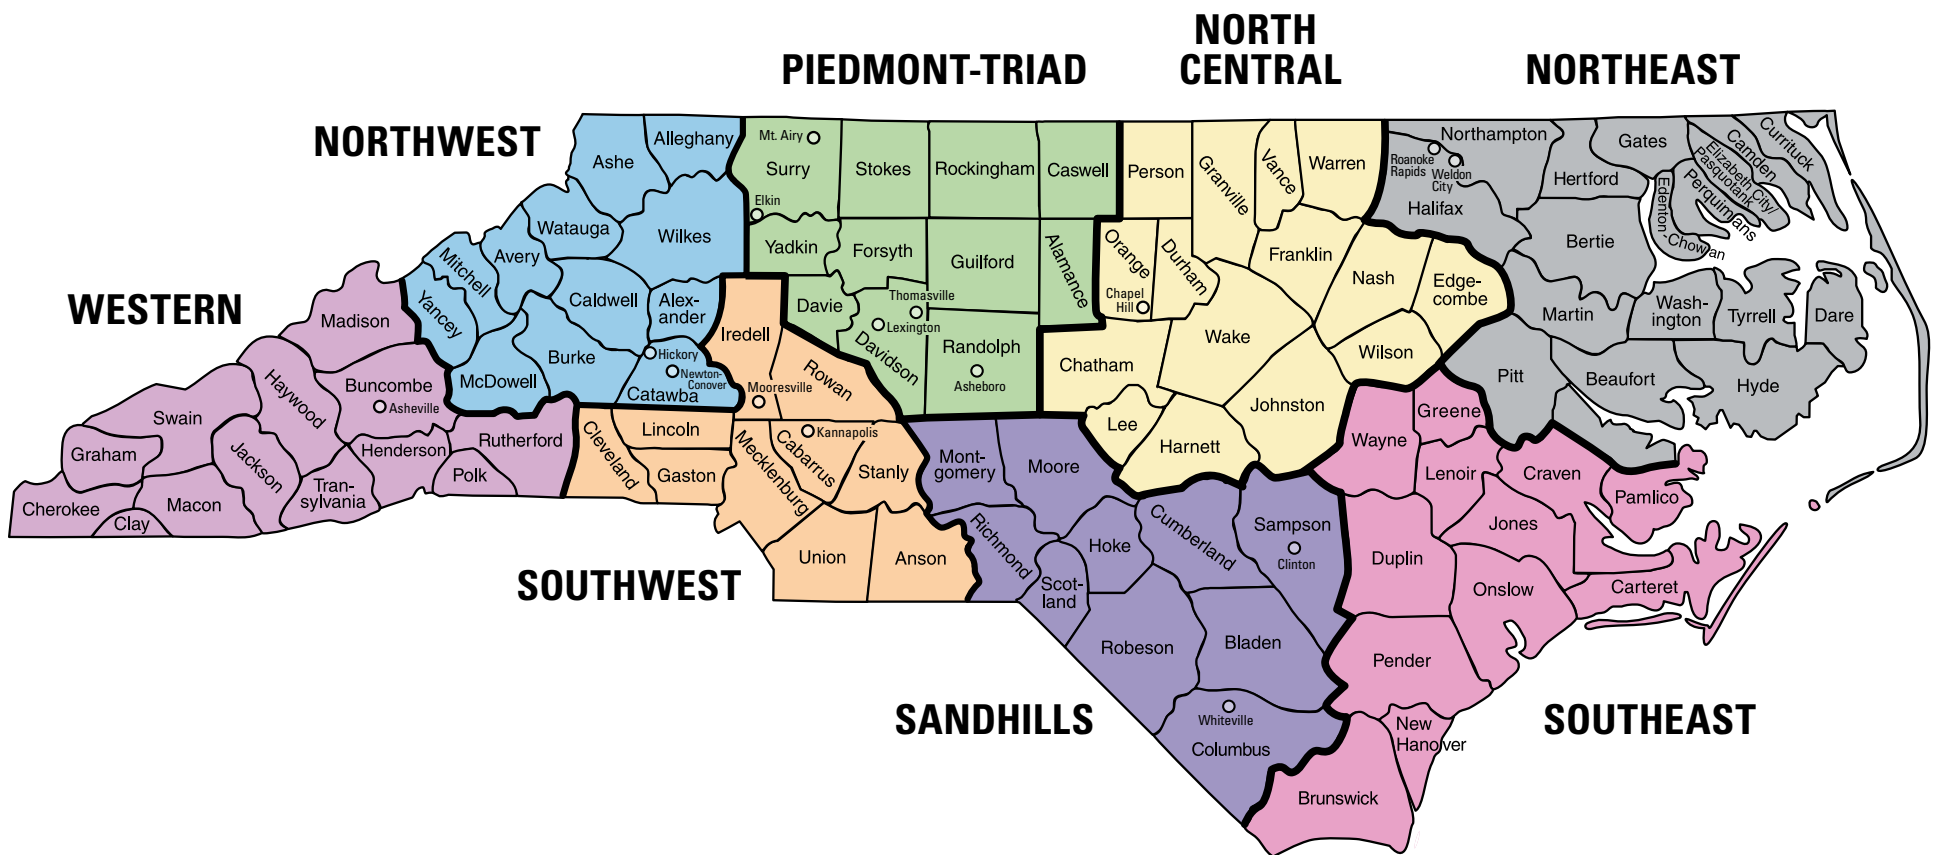 NORTH
CENTRAL
PIEDMONT-TRIAD
NORTHEAST
NORTHWEST
WESTERN
SOUTHWEST
SANDHILLS
SOUTHEAST
Ashe
Alleghany
Watauga
Wilkes
Avery
Mitchell
Yancey
Caldwell
Alex-
ander
Burke
McDowell
Hickory
Newton-
Conover
Catawba
Madison
Haywood
Buncombe
Asheville
Swain
Graham
Jackson
Henderson
Rutherford
Polk
Tran-
sylvania
Macon
Cherokee
Clay
Mt. Airy
Surry
Elkin
Stokes
Rockingham
Caswell
Yadkin
Forsyth
Guilford
Alamance
Davie
Thomasville
Lexington
Davidson
Randolph
Asheboro
Iredell
Mooresville
Rowan
Cleveland
Lincoln
Gaston
Mecklenburg
Cabarrus
Kannapolis
Stanly
Union
Anson
Person
Granville
Vance
Warren
Orange
Chapel
Hill
Durham
Franklin
Nash
Edge-
combe
Wake
Chatham
Wilson
Lee
Harnett
Johnston
Northampton
Roanoke
Rapids
Weldon
City
Halifax
Hertford
Gates
Currituck
Camden
Elizabeth City/
Pasquotank
Perquimans
Edenton-Chowan
Bertie
Martin
Wash-
ington
Tyrrell
Dare
Pitt
Beaufort
Hyde
Mont-
gomery
Moore
Richmond
Scot-
land
Hoke
Cumberland
Sampson
Clinton
Robeson
Bladen
Whiteville
Columbus
Wayne
Greene
Lenoir
Craven
Pamlico
Jones
Duplin
Onslow
Carteret
Pender
New
Hanover
Brunswick